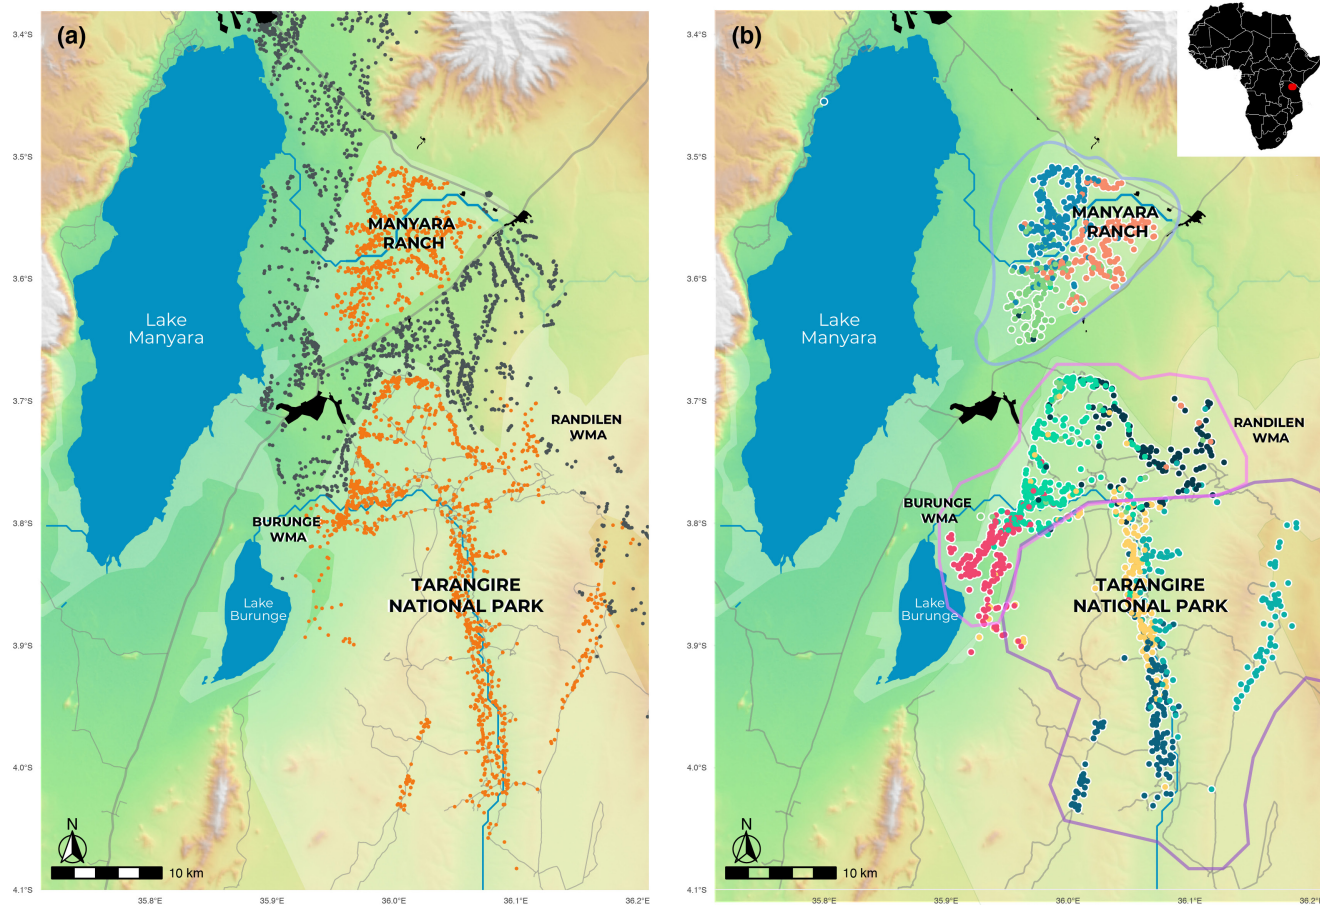 (a)
3.4°S
3.5°S
3.6°S
3.7°S
3.8°S
3.9°S
4.0°S
4.1°S
MANYARA
RANCH
Lake
Manyara
RANDILEN
WMA
BURUNGE
WMA
TARANGIRE
NATIONAL PARK
Lake
Burunge
N
10 km
35.8°E
35.9°E
36.0°E
36.1°E
36.2°E
(b)
3.4°S
3.5°S
3.6°S
3.7°S
3.8°S
3.9°S
4.0°S
4.1°S
MANYARA
RANCH
Lake
Manyara
RANDILEN
WMA
BURUNGE
WMA
TARANGIRE
NATIONAL PARK
Lake
Burunge
N
10 km
35.8°E
35.9°E
36.0°E
36.1°E
36.2°E